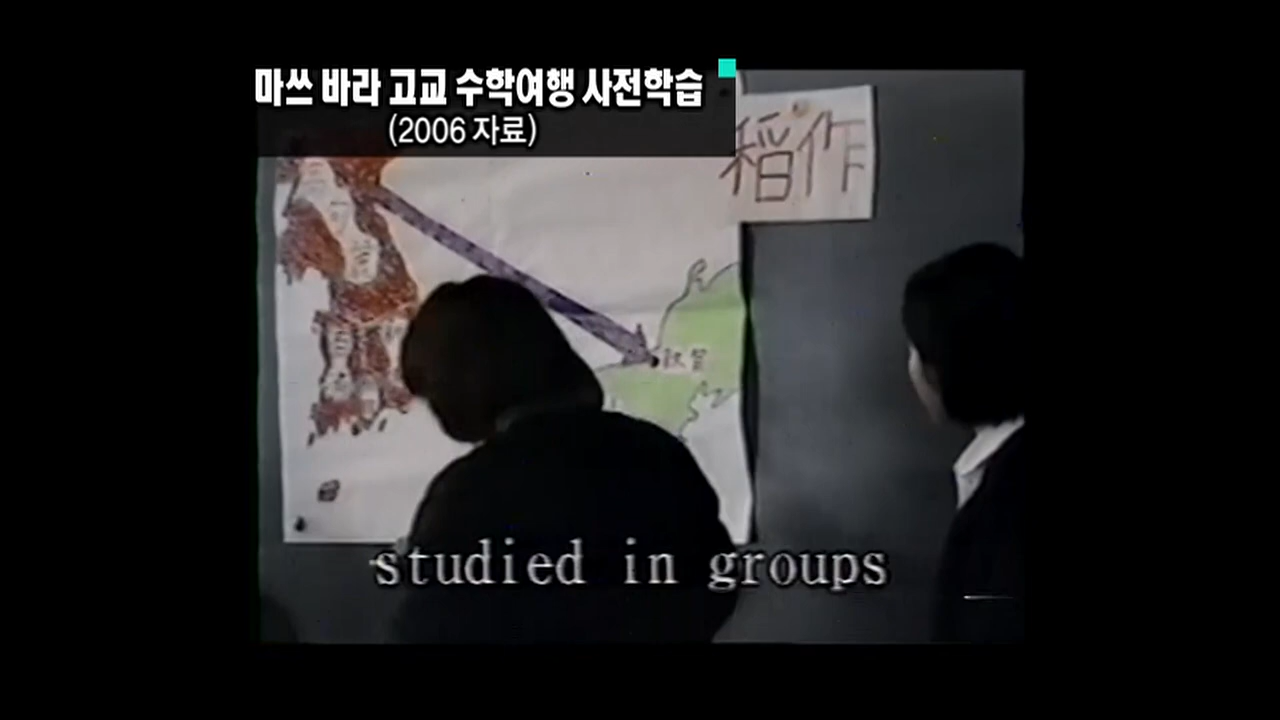 마쓰 바라 고교 수학여행 사전학습
(2006 자료)
稲作
studied in groups